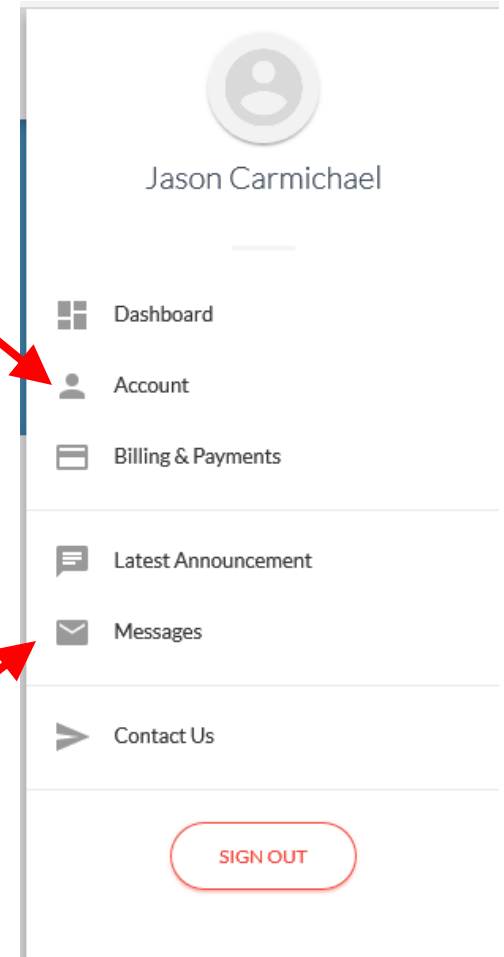 Jason Carmichael
Dashboard
Account
Billing & Payments
Latest Announcement
Messages
Contact Us
SIGN OUT